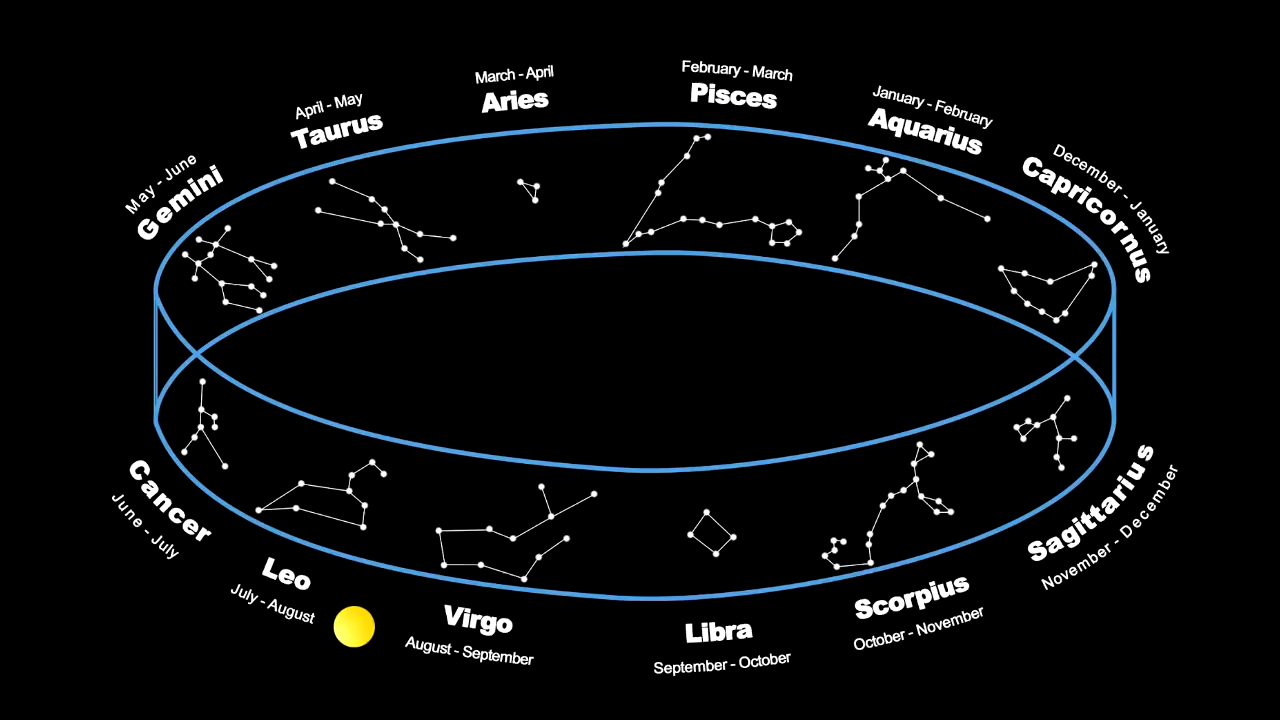 March - April
Aries
February - March
Pisces
January - February
Aquarius
December - January
Capricornus
April - May
Taurus
May - June
Gemini
Cancer
June - July
Leo
July - August
Virgo
August - September
Libra
September - October
Scorpius
October - November
Sagittarius
November - December